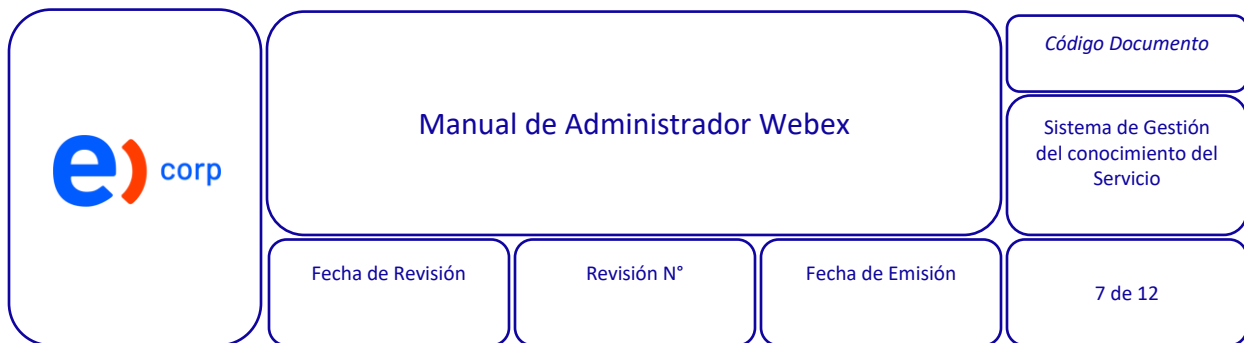 e) corp
Manual de Administrador Webex
Código Documento
Sistema de Gestión
del conocimiento del
Servicio
Fecha de Revisión
Revisión N°
Fecha de Emisión
7 de 12